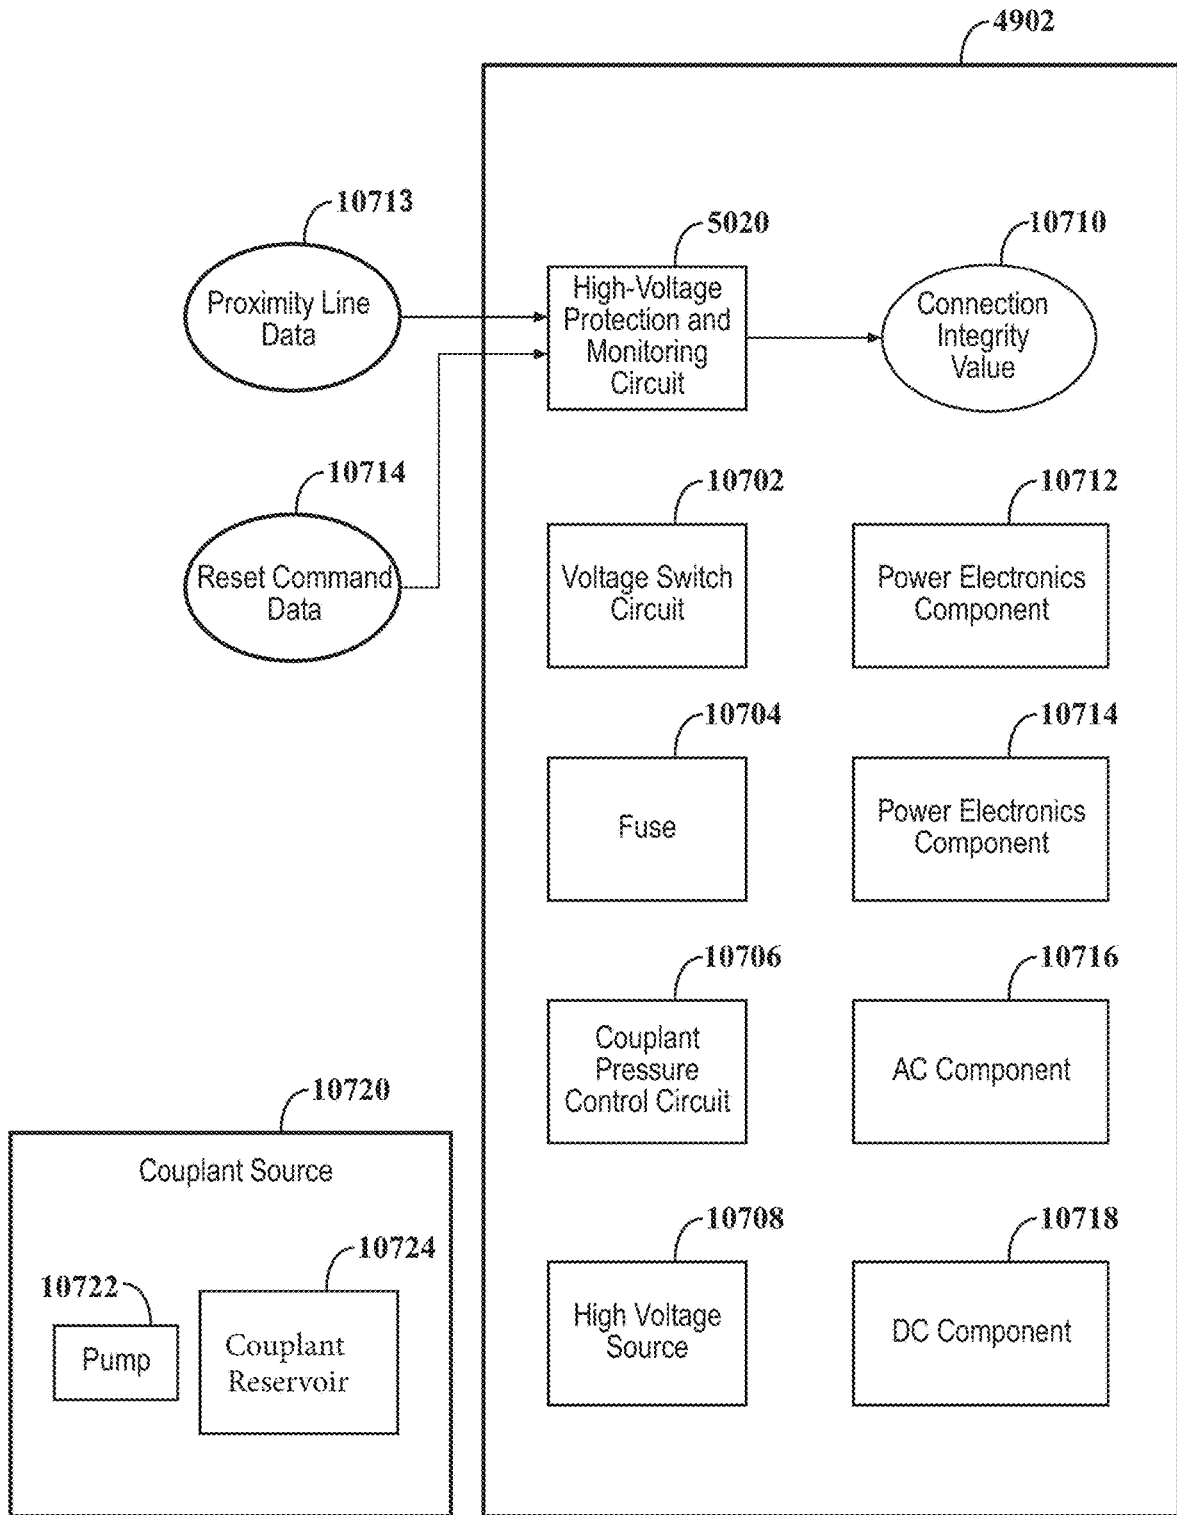 4902
10713
Proximity Line
Data
5020
High-Voltage
Protection and
Monitoring
Circuit
10710
Connection
Integrity
Value
10714
Reset Command
Data
10702
Voltage Switch
Circuit
10712
Power Electronics
Component
10704
Fuse
10714
Power Electronics
Component
10706
Couplant
Pressure
Control Circuit
10716
AC Component
10720
Couplant Source
10722
Pump
10724
Couplant
Reservoir
10708
High Voltage
Source
10718
DC Component